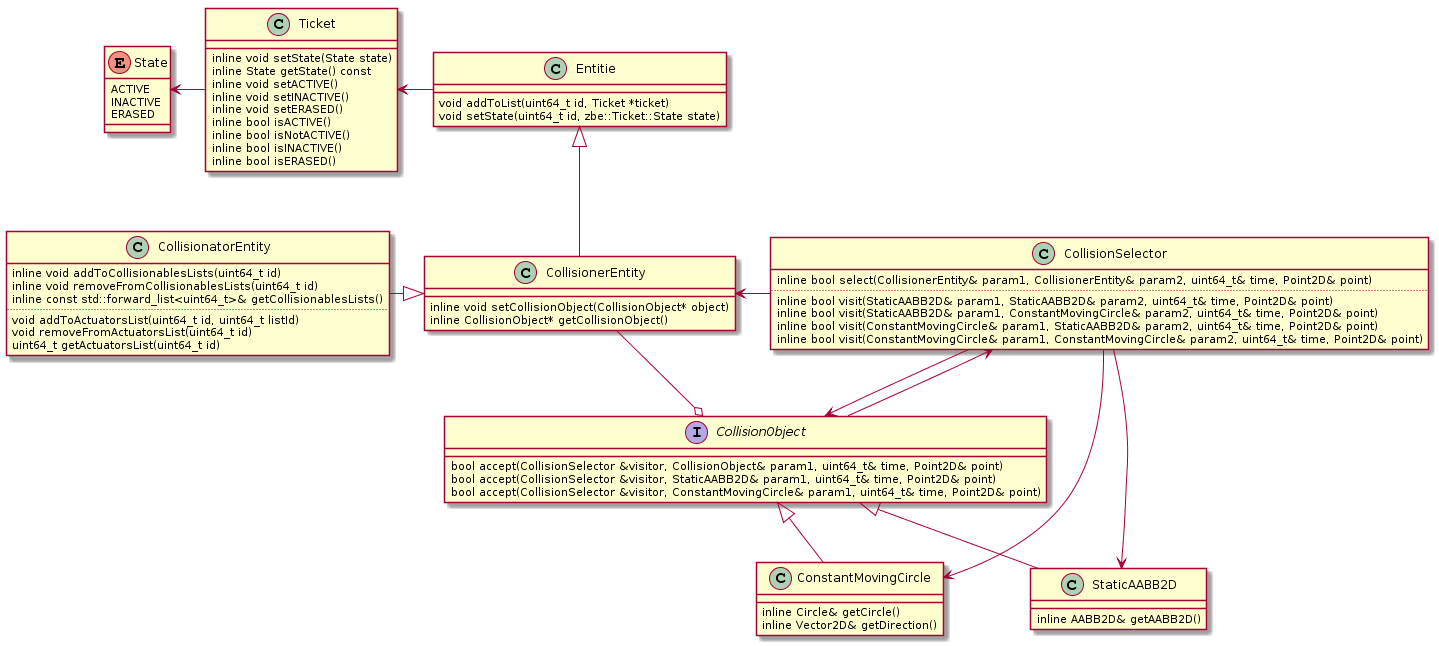 C Ticket
inline void setState(State state)
inline State getState() const
inline void setACTIVE()
inline void setINACTIVE()
inline void setERASED()
inline bool isACTIVE()
inline bool isNotACTIVE()
inline bool isINACTIVE()
inline bool isERASED()
E State
ACTIVE
INACTIVE
ERASED
C Entitie
void addToList(uint64_t id, Ticket *ticket)
void setState(uint64_t id, zbe::Ticket::State state)
C CollisionatorEntity
inline void addToCollisionablesLists(uint64_t id)
inline void removeFromCollisionablesLists(uint64_t id)
inline const std::forward_list<uint64_t>& getCollisionablesLists()
void addToActuatorsList(uint64_t id, uint64_t listId)
void removeFromActuatorsList(uint64_t id)
uint64_t getActuatorsList(uint64_t id)
C CollisionerEntity
inline void setCollisionObject(CollisionObject* object)
inline CollisionObject* getCollisionObject()
C CollisionSelector
inline bool select(CollisionerEntity& param1, CollisionerEntity& param2, uint64_t& time, Point2D& point)
inline bool visit(StaticAABB2D& param1, StaticAABB2D& param2, uint64_t& time, Point2D& point)
inline bool visit(StaticAABB2D& param1, ConstantMovingCircle& param2, uint64_t& time, Point2D& point)
inline bool visit(ConstantMovingCircle& param1, StaticAABB2D& param2, uint64_t& time, Point2D& point)
inline bool visit(ConstantMovingCircle& param1, ConstantMovingCircle& param2, uint64_t& time, Point2D& point)
I CollisionObject
bool accept(CollisionSelector &visitor, CollisionObject& param1, uint64_t& time, Point2D& point)
bool accept(CollisionSelector &visitor, StaticAABB2D& param1, uint64_t& time, Point2D& point)
bool accept(CollisionSelector &visitor, ConstantMovingCircle& param1, uint64_t& time, Point2D& point)
C ConstantMovingCircle
inline Circle& getCircle()
inline Vector2D& getDirection()
C StaticAABB2D
inline AABB2D& getAABB2D()